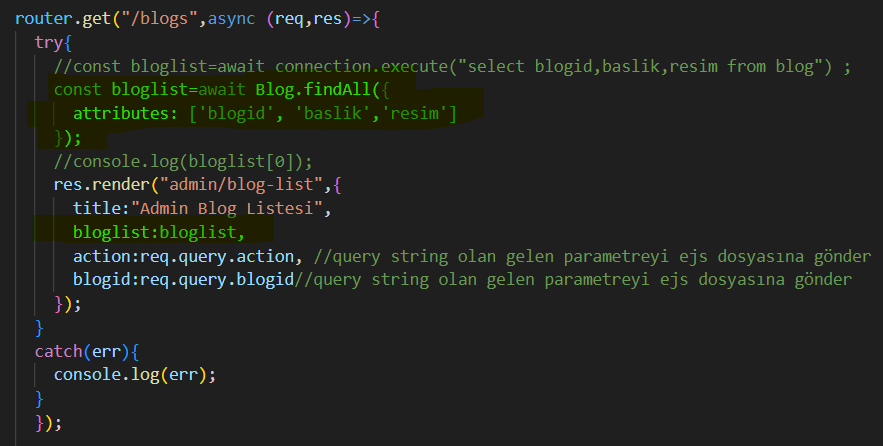 router.get("/blogs",async (req,res)=>{
try{
//const bloglist=await connection.execute("select blogid,baslik,resim from blog") ;
const bloglist=await Blog.findAll({
attributes: ['blogid', 'baslik','resim']
});
//console.log(bloglist[0]);
res.render("admin/blog-list",{
title:"Admin Blog Listesi",
bloglist:bloglist,
action:req.query.action, //query string olan gelen parametreyi ejs dosyasına gönder
blogid:req.query.blogid//query string olan gelen parametreyi ejs dosyasına gönder
});
}
catch(err){
console.log(err);
}
});